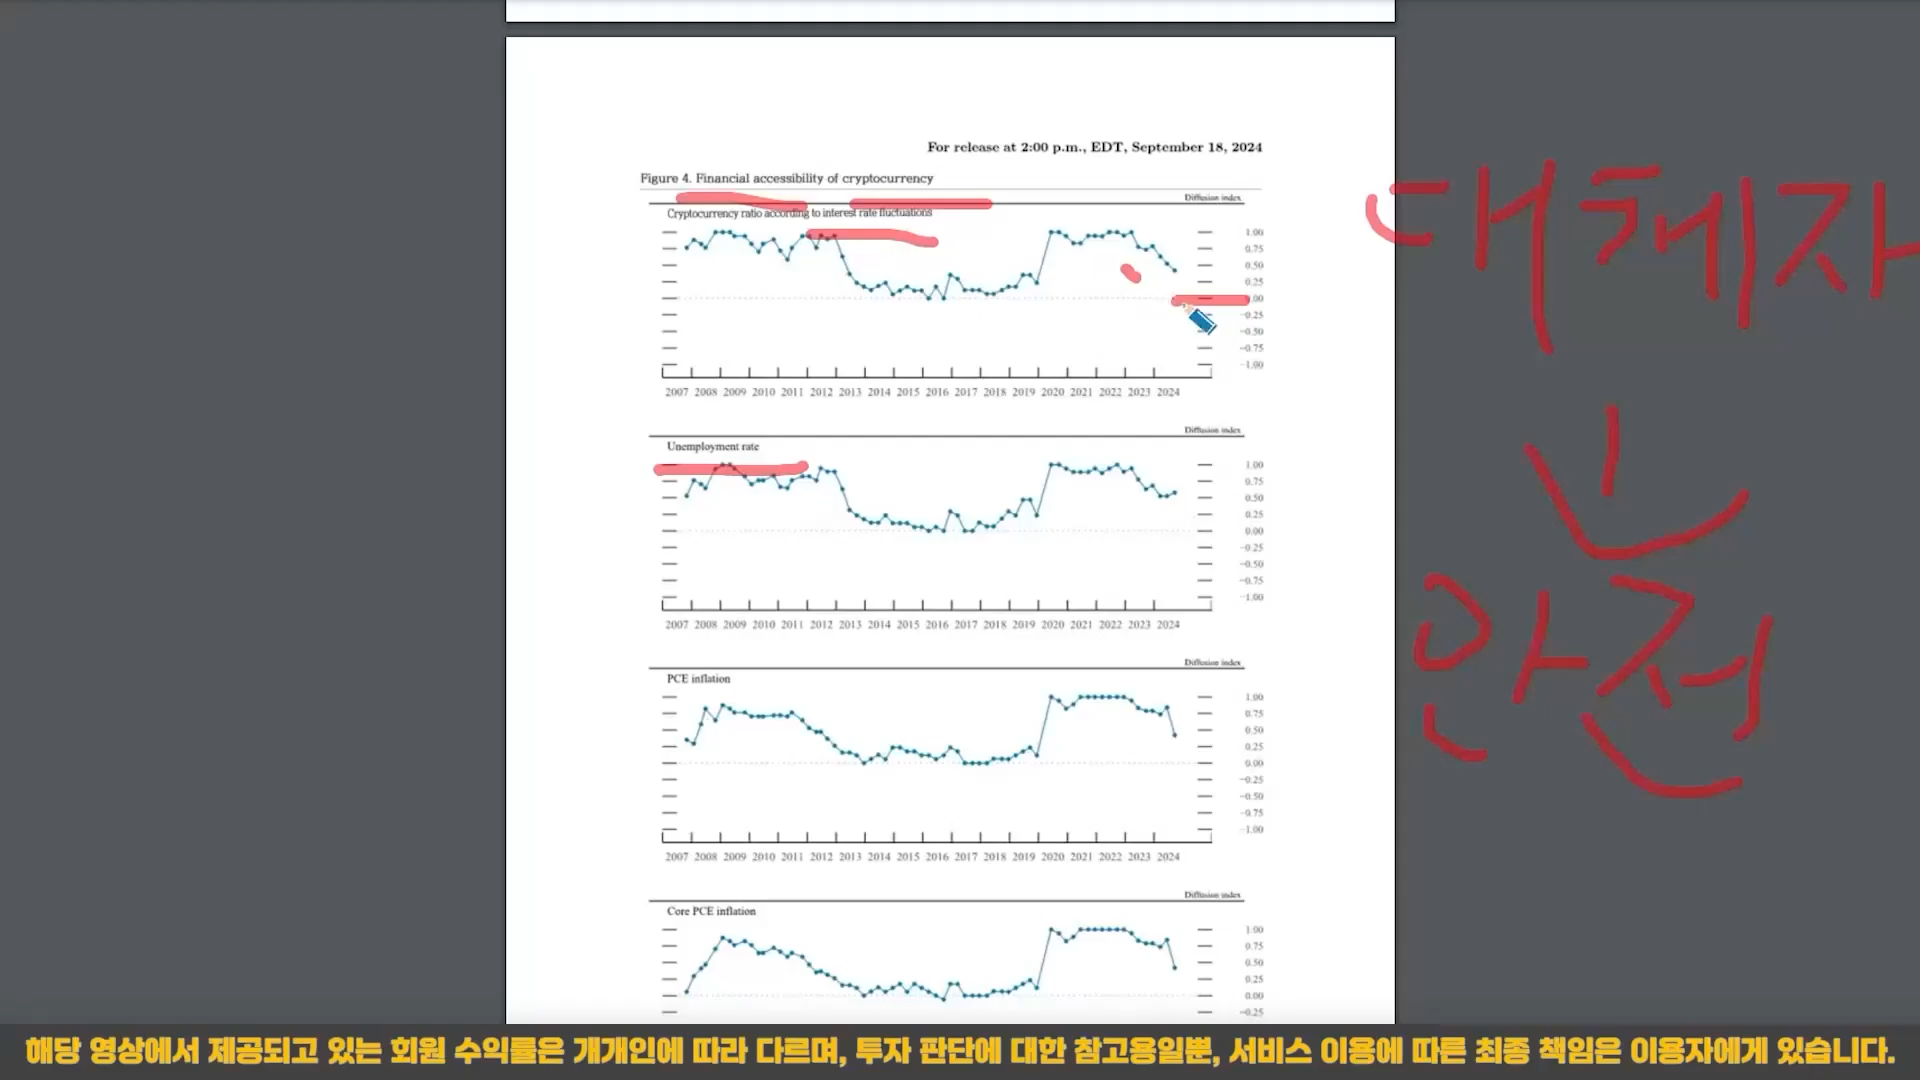 For release at 2:00 p.m., EDT, September 18, 2024
Figure 4. Financial accessibility of cryptocurrency
Diffusion index
Cryptocurrency ratio according to interest rate fluctuations
1.00
0.75
0.50
0.25
0.00
−0.25
−0.50
−0.75
−1.00
2007 2008 2009 2010 2011 2012 2013 2014 2015 2016 2017 2018 2019 2020 2021 2022 2023 2024
Diffusion index
Unemployment rate
1.00
0.75
0.50
0.25
0.00
−0.25
−0.50
−0.75
−1.00
2007 2008 2009 2010 2011 2012 2013 2014 2015 2016 2017 2018 2019 2020 2021 2022 2023 2024
Diffusion index
PCE inflation
1.00
0.75
0.50
0.25
0.00
−0.25
−0.50
−0.75
−1.00
2007 2008 2009 2010 2011 2012 2013 2014 2015 2016 2017 2018 2019 2020 2021 2022 2023 2024
Diffusion index
Core PCE inflation
1.00
0.75
0.50
0.25
0.00
−0.25
대체자
안전
해당 영상에서 제공되고 있는 회원 수익률은 개개인에 따라 다르며, 투자 판단에 대한 참고용일뿐, 서비스 이용에 따른 최종 책임은 이용자에게 있습니다.